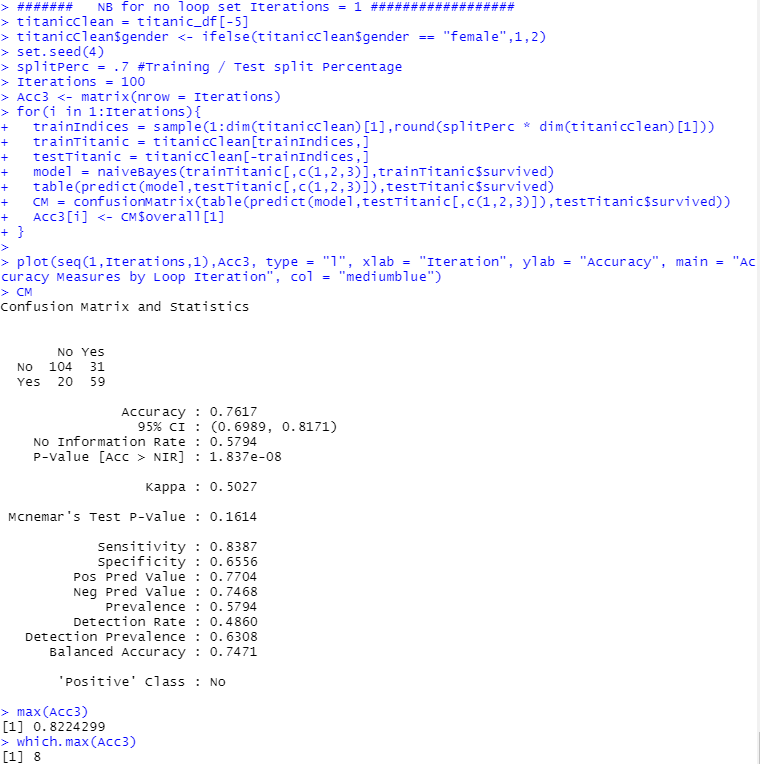 > #######   NB for no loop set Iterations = 1 ##################
> titanicClean = titanic_df[-5]
> titanicClean$gender <- ifelse(titanicClean$gender == "female",1,2)
> set.seed(4)
> splitPerc = .7 #Training / Test split Percentage
> Iterations = 100
> Acc3 <- matrix(nrow = Iterations)
> for(i in 1:Iterations){
+   trainIndices = sample(1:dim(titanicClean)[1],round(splitPerc * dim(titanicClean)[1]))
+   trainTitanic = titanicClean[trainIndices,]
+   testTitanic = titanicClean[-trainIndices,]
+   model = naiveBayes(trainTitanic[,c(1,2,3)],trainTitanic$survived)
+   table(predict(model,testTitanic[,c(1,2,3)]),testTitanic$survived)
+   CM = confusionMatrix(table(predict(model,testTitanic[,c(1,2,3)]),testTitanic$survived))
+   Acc3[i] <- CM$overall[1]
+ }
>
> plot(seq(1,Iterations,1),Acc3, type = "l", xlab = "Iteration", ylab = "Accuracy", main = "Ac
curacy Measures by Loop Iteration", col = "mediumblue")
> CM
Confusion Matrix and Statistics
No Yes
No 104 31
Yes 20 59
Accuracy : 0.7617
95% CI : (0.6989, 0.8171)
No Information Rate : 0.5794
P-Value [Acc > NIR] : 1.837e-08
Kappa : 0.5027
Mcnemar's Test P-Value : 0.1614
Sensitivity : 0.8387
Specificity : 0.6556
Pos Pred Value : 0.7704
Neg Pred Value : 0.7468
Prevalence : 0.5794
Detection Rate : 0.4860
Detection Prevalence : 0.6308
Balanced Accuracy : 0.7471
'Positive' Class : No
> max(Acc3)
[1] 0.8224299
> which.max(Acc3)
[1] 8